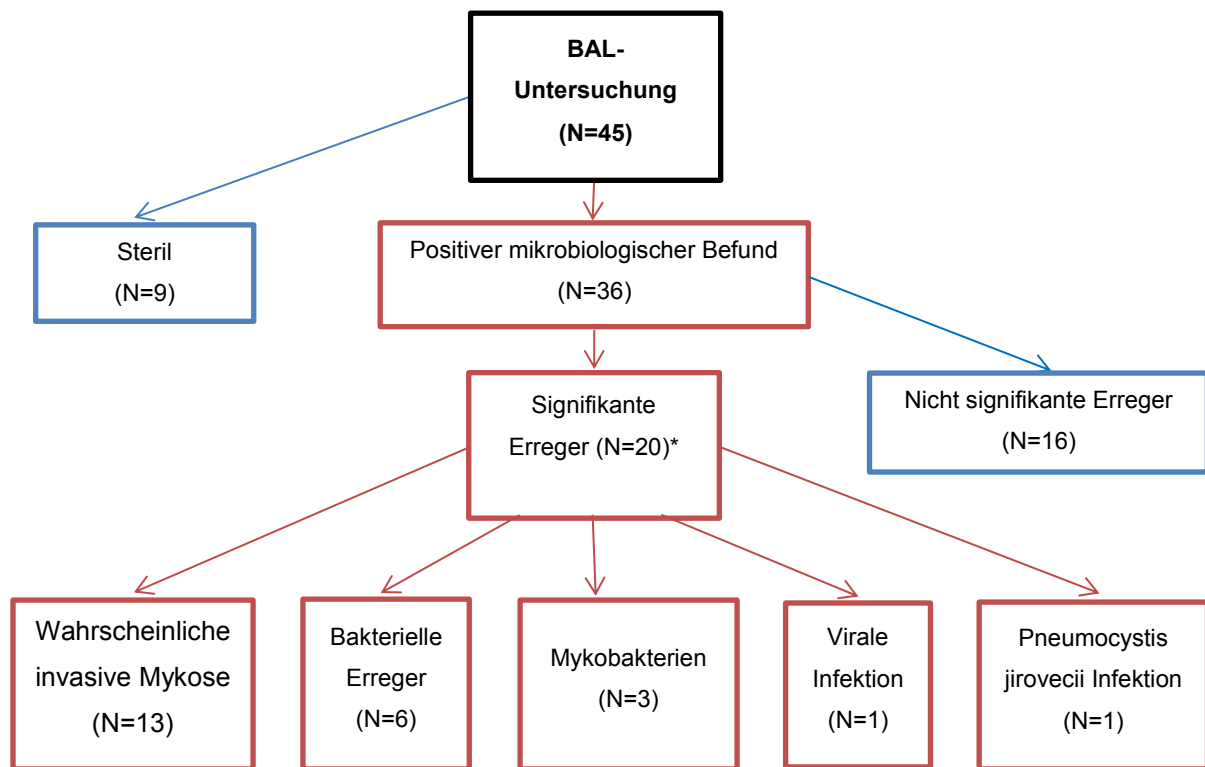 BAL-
Untersuchung
(N=45)
Steril
(N=9)
Positiver mikrobiologischer Befund
(N=36)
Signifikante
Erreger (N=20)*
Nicht signifikante Erreger
(N=16)
Wahrscheinliche
invasive Mykose
(N=13)
Bakterielle
Erreger
(N=6)
Mykobakterien
(N=3)
Virale
Infektion
(N=1)
Pneumocystis
jirovecii Infektion
(N=1)